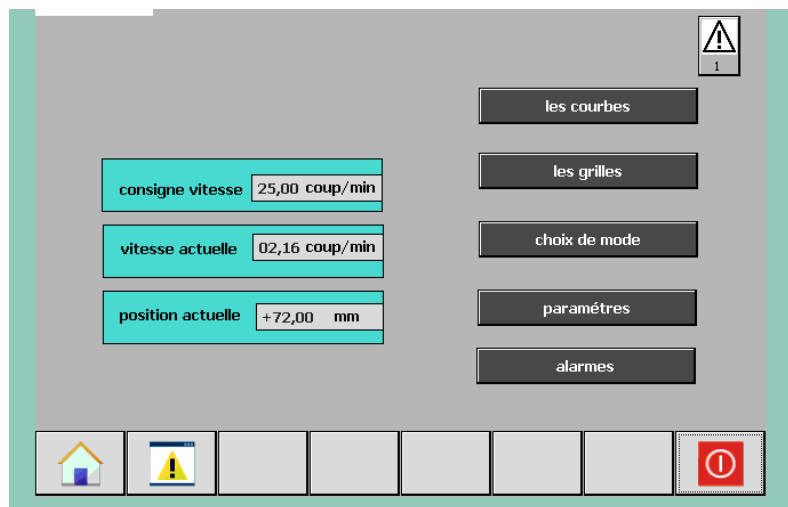 1
les courbes
les grilles
consigne vitesse 25,00 coup/min
vitesse actuelle 02,16 coup/min
choix de mode
position actuelle +72,00 mm
paramétres
alarmes